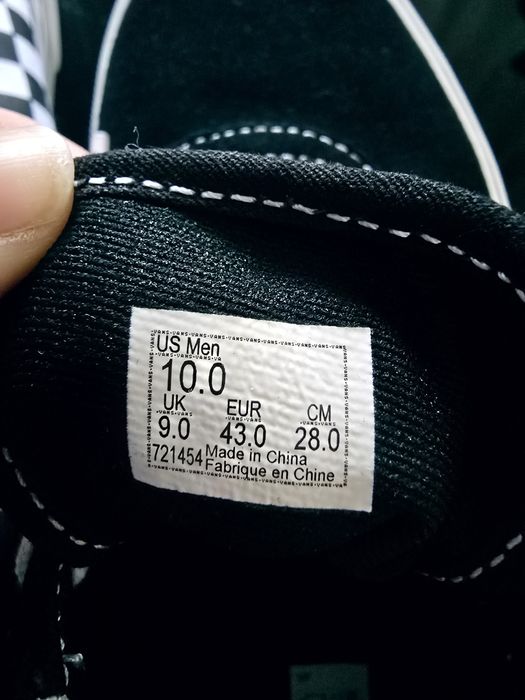 US Men
10.0
UK EUR CM
9.0 43.0 28.0
721454 Made in China
Fabrique en Chine